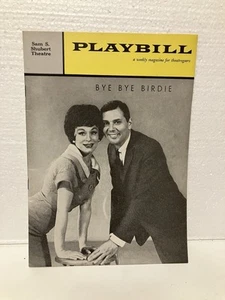 Sam S.
Shubert
Theatre
PLAYBILL
a weekly magazine for theatregoers
BYE BYE BIRDIE